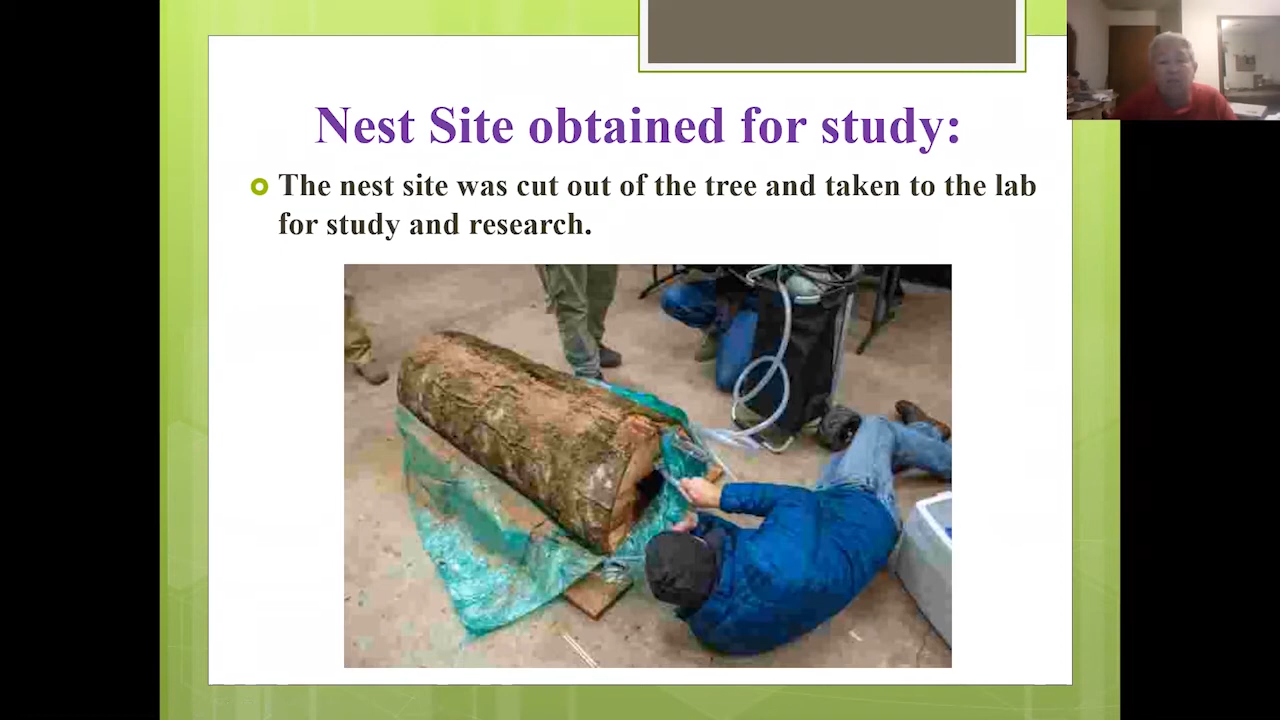 Nest Site obtained for study:
The nest site was cut out of the tree and taken to the lab
for study and research.